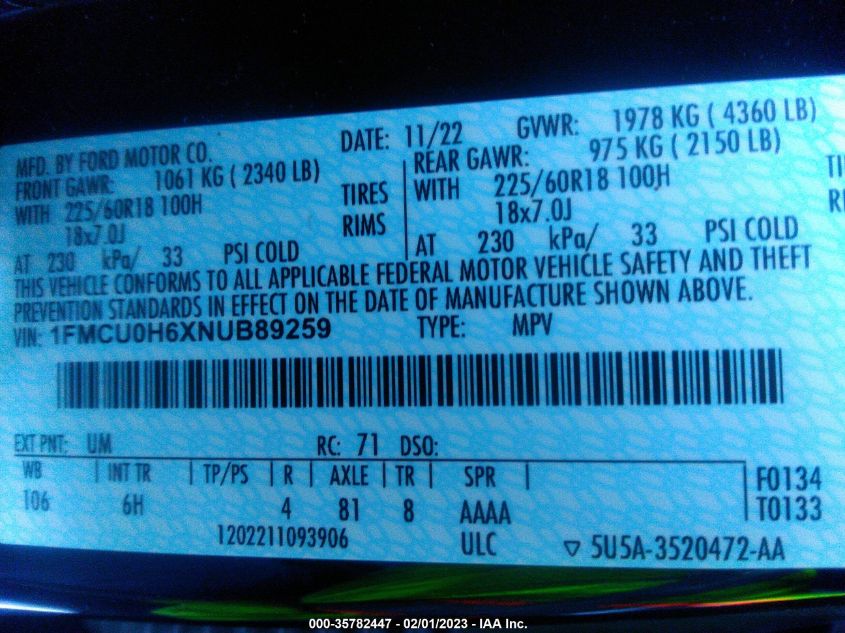 MFD. BY FORD MOTOR CO. DATE: 11/22 GVWR: 1978 KG ( 4360 LB)
FRONT GAWR: 1061 KG ( 2340 LB) REAR GAWR: 975 KG ( 2150 LB)
WITH 225/60R18 100H TIRES WITH 225/60R18 100H TI
18x7.0J RIMS 18x7.0J RI
AT 230 kPa/ 33 PSI COLD AT 230 kPa/ 33 PSI COLD
THIS VEHICLE CONFORMS TO ALL APPLICABLE FEDERAL MOTOR VEHICLE SAFETY AND THEFT
PREVENTION STANDARDS IN EFFECT ON THE DATE OF MANUFACTURE SHOWN ABOVE.
VIN: 1FMCU0H6XNUB89259 TYPE: MPV
EXT PNT: UM RC: 71 DSO:
WB INT TR TP/PS R AXLE TR SPR F0134
106 6H 4 81 8 AAAA T0133
1202211093906 ULC 5U5A-3520472-AA
000-35782447 - 02/01/2023 - IAA Inc.